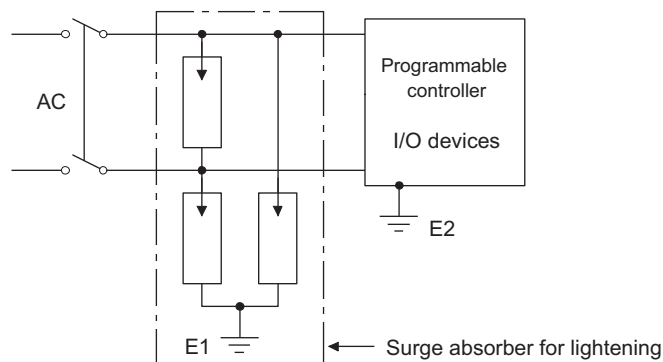 Programmable
controller
AC
I/O devices
E2
E1
Surge absorber for lightening